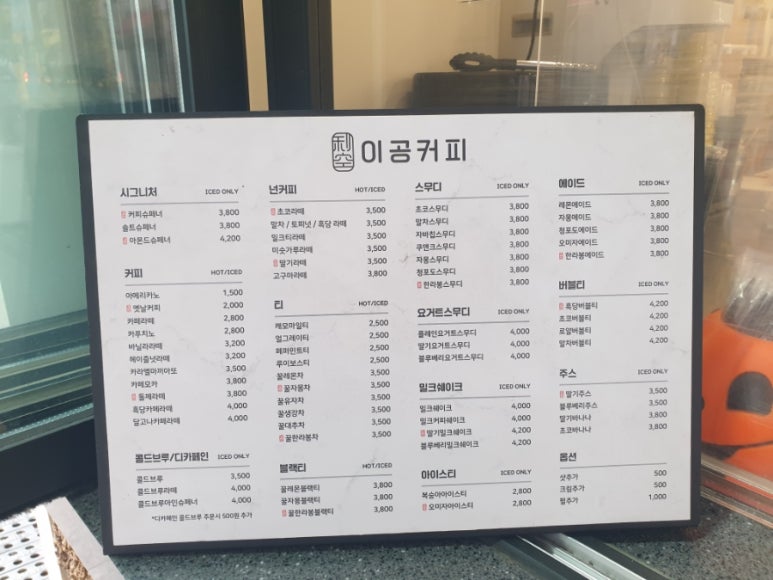 이공커피
시그니처 ICED ONLY
커피슈페너 3,800
솔트슈페너 3,800
아몬드슈페너 4,200
커피 HOT/ICED
아메리카노 1,500
옛날커피 2,000
카페라떼 2,800
카푸치노 2,800
바닐라라떼 3,200
헤이즐넛라떼 3,200
카라멜마끼아또 3,500
카페모카 3,800
돌체라떼 3,800
흑당카페라떼 4,000
달고나카페라떼 4,000
콜드브루/디카페인 ICED ONLY
콜드브루 3,500
콜드브루라떼 4,000
콜드브루아인슈페너 4,000
*디카페인 콜드브루 주문시 500원 추가
넌커피 HOT/ICED
초코라떼 3,500
말차 / 토피넛 / 흑당 라떼 3,500
밀크티라떼 3,500
미숫가루라떼 3,500
딸기라떼 3,500
고구마라떼 3,800
티 HOT/ICED
캐모마일티 2,500
얼그레이티 2,500
페퍼민트티 2,500
루이보스티 2,500
꿀레몬차 3,500
꿀자몽차 3,500
꿀유자차 3,500
꿀생강차 3,500
꿀대추차 3,500
꿀한라봉차 3,500
블랙티 HOT/ICED
꿀레몬블랙티 3,800
꿀자몽블랙티 3,800
꿀한라봉블랙티 3,800
스무디 ICED ONLY
초코스무디 3,800
말차스무디 3,800
자바칩스무디 3,800
쿠앤크스무디 3,800
자몽스무디 3,800
청포도스무디 3,800
한라봉스무디 3,800
요거트스무디 ICED ONLY
플레인요거트스무디 4,000
딸기요거트스무디 4,000
블루베리요거트스무디 4,000
밀크쉐이크 ICED ONLY
밀크쉐이크 4,000
밀크커피쉐이크 4,000
딸기밀크쉐이크 4,200
블루베리밀크쉐이크 4,200
아이스티 ICED ONLY
복숭아아이스티 2,800
오미자아이스티 2,800
에이드 ICED ONLY
레몬에이드 3,800
자몽에이드 3,800
청포도에이드 3,800
오미자에이드 3,800
한라봉에이드 3,800
버블티 ICED ONLY
흑당버블티 4,200
초코버블티 4,200
로얄버블티 4,200
말차버블티 4,200
주스 ICED ONLY
딸기주스 3,500
블루베리주스 3,500
딸기바나나 3,800
초코바나나 3,800
옵션
샷추가 500
크림추가 500
펄추가 1,000